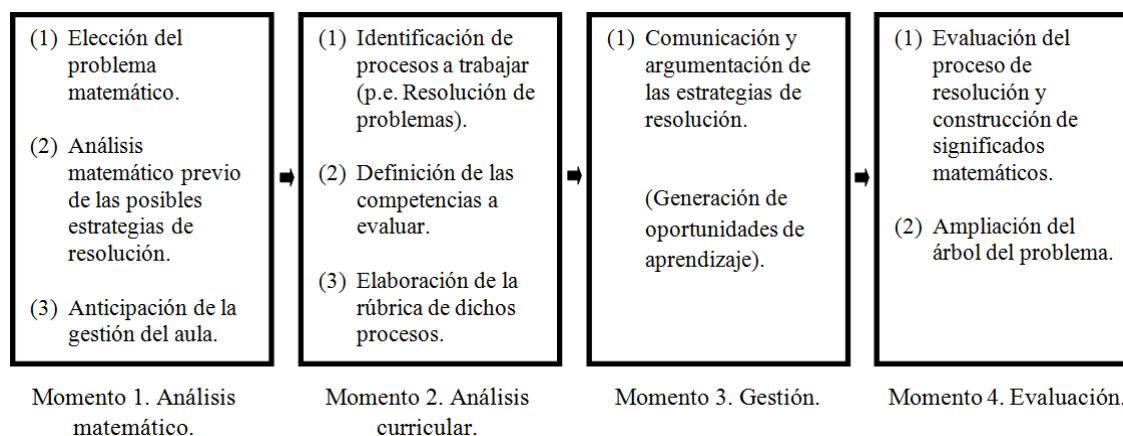 (1) Elección del
problema
matemático.
(2) Análisis
matemático previo
de las posibles
estrategias de
resolución.
(3) Anticipación de la
gestión del aula.
Momento 1. Análisis
matemático.
(1) Identificación de
procesos a trabajar
(p.e. Resolución de
problemas).
(2) Definición de las
competencias a
evaluar.
(3) Elaboración de la
rúbrica de dichos
procesos.
Momento 2. Análisis
curricular.
(1) Comunicación y
argumentación de
las estrategias de
resolución.
(Generación de
oportunidades de
aprendizaje).
Momento 3. Gestión.
(1) Evaluación del
proceso de
resolución y
construcción de
significados
matemáticos.
(2) Ampliación del
árbol del problema.
Momento 4. Evaluación.